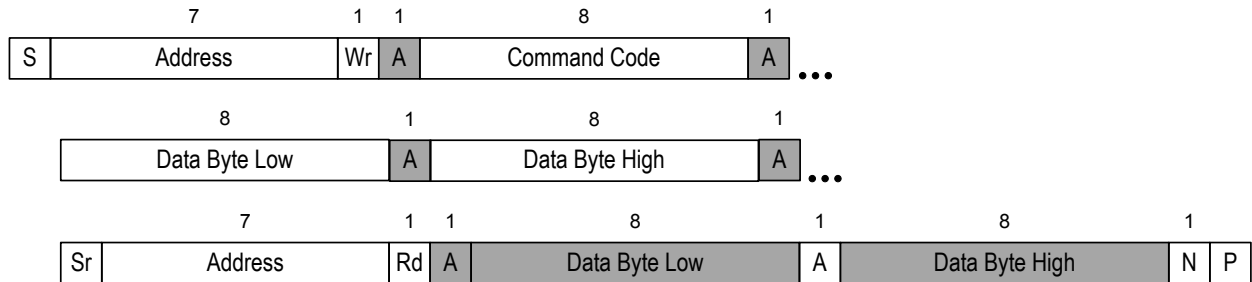 7 1 1 8 1
S Address Wr A Command Code A ...
8 1 8 1
Data Byte Low A Data Byte High A ...
7 1 1 8 1 8 1
Sr Address Rd A Data Byte Low A Data Byte High N P